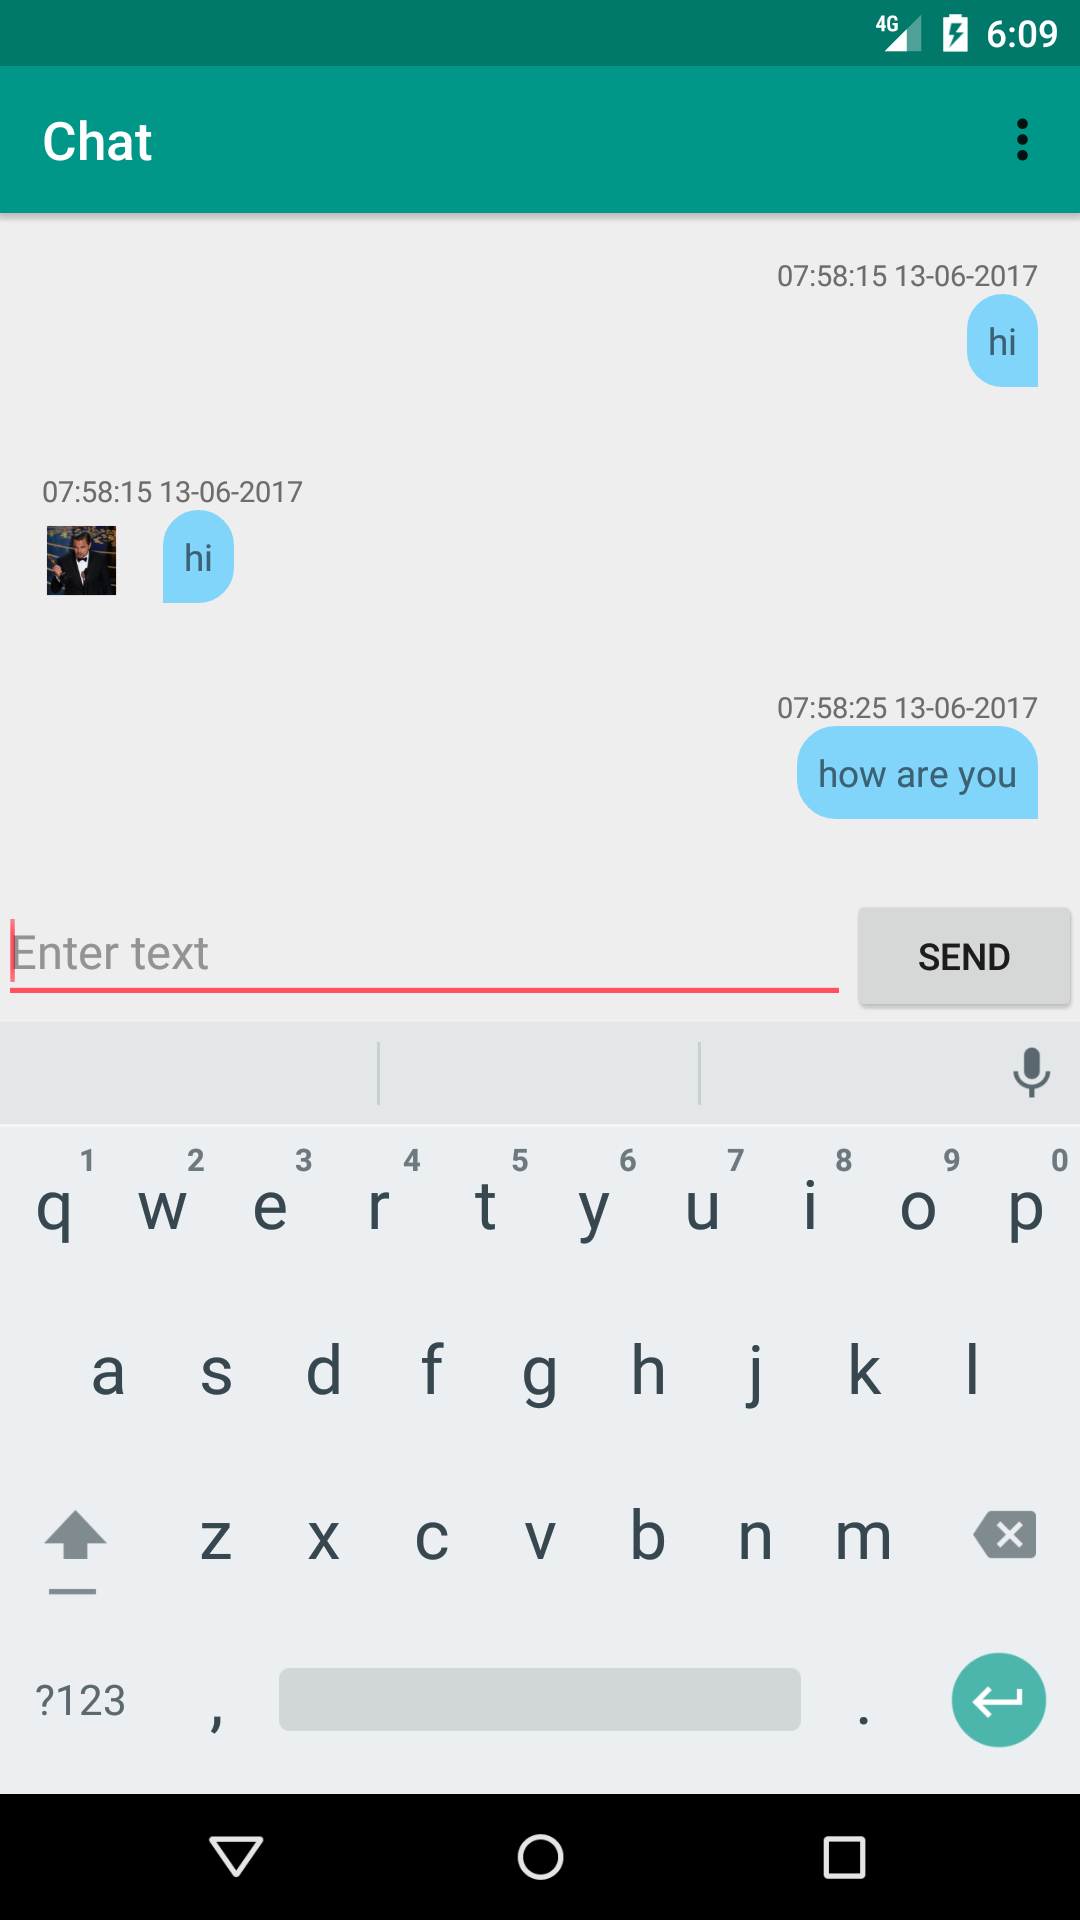 4G 6:09
Chat
07:58:15 13-06-2017
hi
07:58:15 13-06-2017
hi
07:58:25 13-06-2017
how are you
Enter text
SEND
1 2 3 4 5 6 7 8 9 0
q w e r t y u i o p
a s d f g h j k l
z x c v b n m
?123 , .